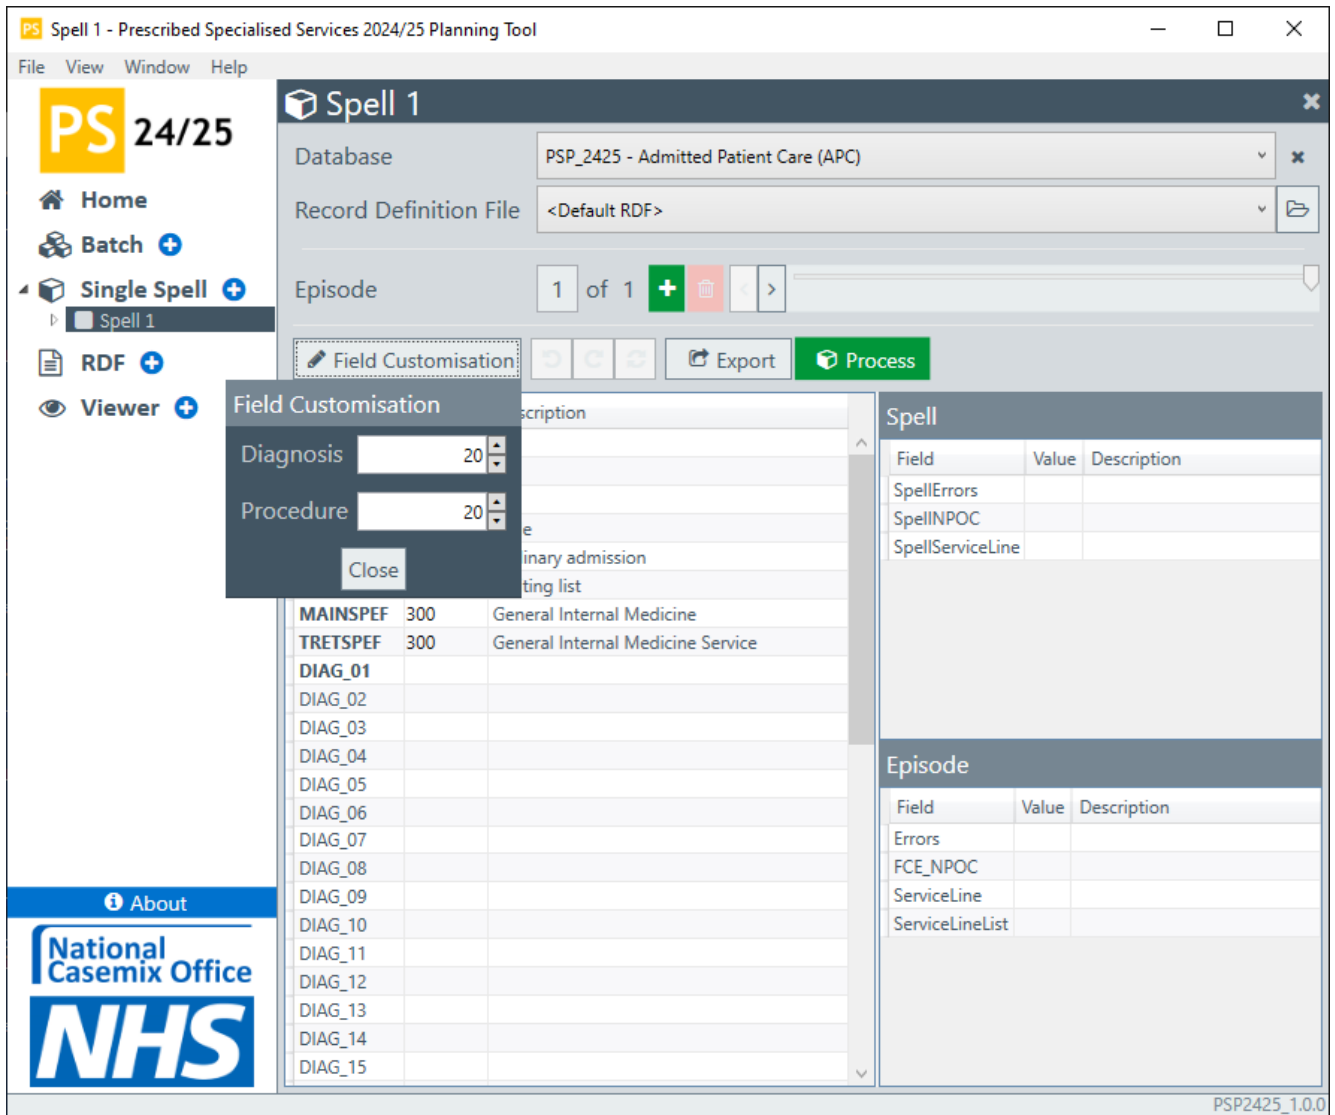 PS Spell 1 - Prescribed Specialised Services 2024/25 Planning Tool
File View Window Help
PS 24/25
Home
Batch
Single Spell
Spell 1
RDF
Viewer
About
National
Casemix Office
NHS
Spell 1
Database PSP_2425 - Admitted Patient Care (APC)
Record Definition File <Default RDF>
Episode 1 of 1
Field Customisation Export Process
Field Customisation
Diagnosis 20
Procedure 20
Close
scription
e
inary admission
ting list
MAINSPEF 300 General Internal Medicine
TRETSPEF 300 General Internal Medicine Service
DIAG_01
DIAG_02
DIAG_03
DIAG_04
DIAG_05
DIAG_06
DIAG_07
DIAG_08
DIAG_09
DIAG_10
DIAG_11
DIAG_12
DIAG_13
DIAG_14
DIAG_15
Spell
Field Value Description
SpellErrors
SpellNPOC
SpellServiceLine
Episode
Field Value Description
Errors
FCE_NPOC
ServiceLine
ServiceLineList
PSP2425_1.0.0